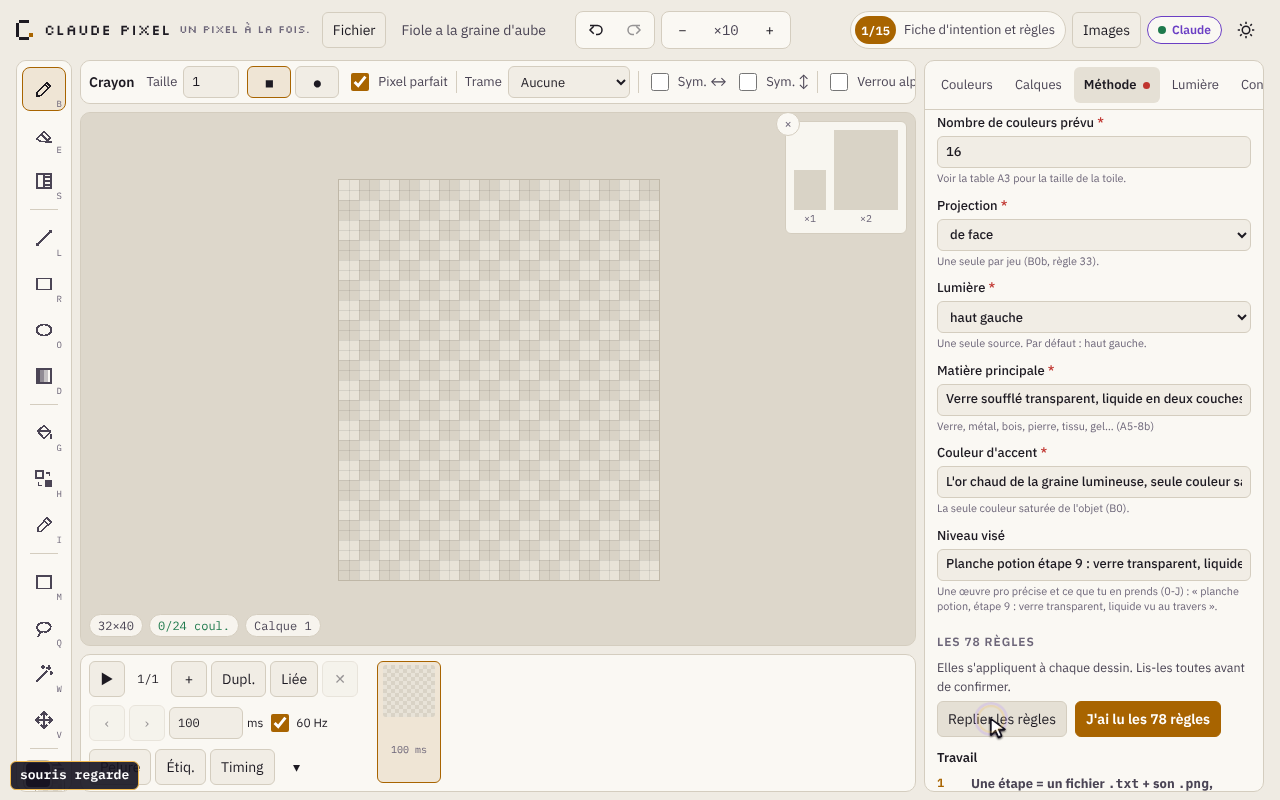 CLAUDE PIXEL UN PIXEL À LA FOIS.
Fichier
Fiole a la graine d'aube
− ×10 +
1/15 Fiche d'intention et règles
Images
Claude
Crayon Taille 1 ■ ● Pixel parfait Trame Aucune Sym. ↔ Sym. ↕ Verrou alp
Couleurs Calques Méthode Lumière Con
B
E
S
L
R
O
D
G
H
I
M
Q
W
V
×
×1 ×2
32×40 0/24 coul. Calque 1
▶ 1/1 + Dupl. Liée ✕
‹ › 100 ms 60 Hz
Étiq. Timing ▼
100 ms
souris regarde
Nombre de couleurs prévu *
16
Voir la table A3 pour la taille de la toile.
Projection *
de face
Une seule par jeu (B0b, règle 33).
Lumière *
haut gauche
Une seule source. Par défaut : haut gauche.
Matière principale *
Verre soufflé transparent, liquide en deux couches
Verre, métal, bois, pierre, tissu, gel… (A5-8b)
Couleur d'accent *
L'or chaud de la graine lumineuse, seule couleur sa
La seule couleur saturée de l'objet (B0).
Niveau visé
Planche potion étape 9 : verre transparent, liquide
Une œuvre pro précise et ce que tu en prends (0-J) : « planche
potion, étape 9 : verre transparent, liquide vu au travers ».
LES 78 RÈGLES
Elles s'appliquent à chaque dessin. Lis-les toutes avant
de confirmer.
Replier les règles
J'ai lu les 78 règles
Travail
1 Une étape = un fichier .txt + son .png,